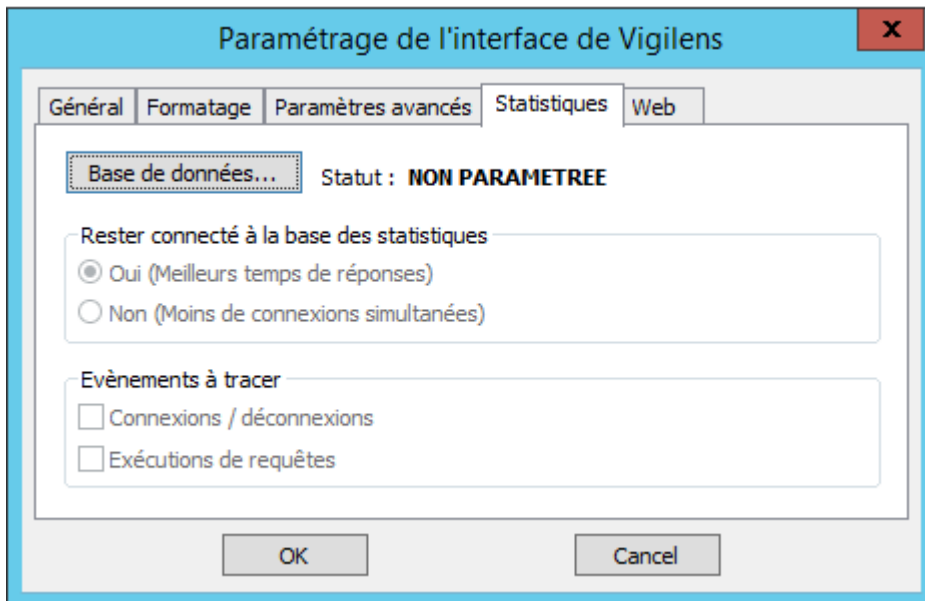 Paramétrage de l'interface de Vigilens
x
Général Formatage Paramètres avancés Statistiques Web
Base de données... Statut : NON PARAMETREE
Rester connecté à la base des statistiques
Oui (Meilleurs temps de réponses)
Non (Moins de connexions simultanées)
Evènements à tracer
Connexions / déconnexions
Exécutions de requêtes
OK Cancel